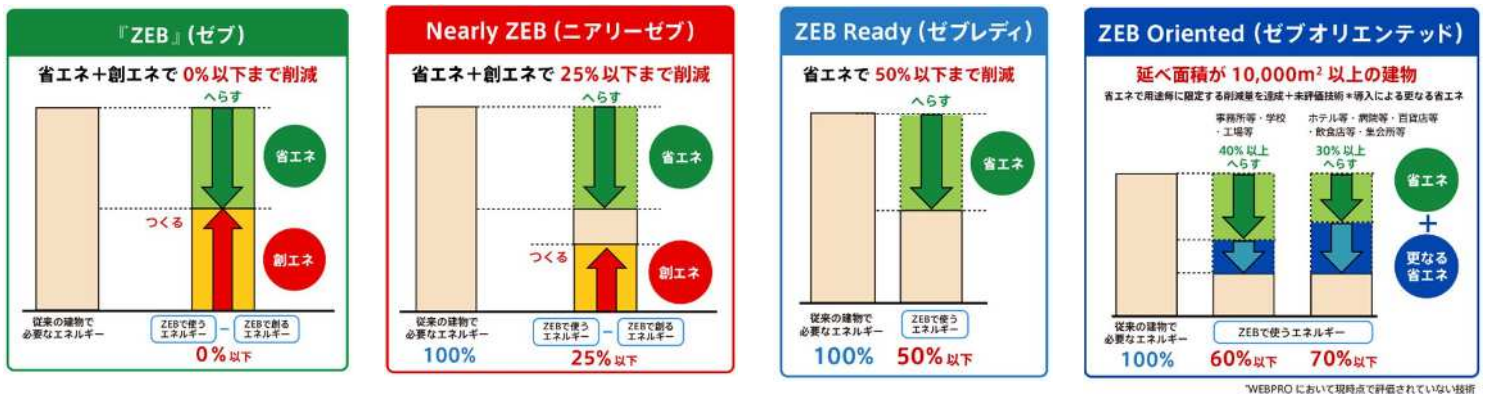 『ZEB』(ゼブ)
省エネ+創エネで 0%以下まで削減
へらす
省エネ
つくる
創エネ
従来の建物で
必要なエネルギー
ZEBで使う
エネルギー
−
ZEBで創る
エネルギー
0%以下
Nearly ZEB(ニアリーゼブ)
省エネ+創エネで 25%以下まで削減
へらす
省エネ
つくる
創エネ
従来の建物で
必要なエネルギー
100%
ZEBで使う
エネルギー
−
ZEBで創る
エネルギー
25%以下
ZEB Ready(ゼブレディ)
省エネで 50%以下まで削減
へらす
省エネ
従来の建物で
必要なエネルギー
100%
ZEBで使う
エネルギー
50%以下
ZEB Oriented(ゼブオリエンテッド)
延べ面積が 10,000m² 以上の建物
省エネで用途毎に限定する削減量を達成+未評価技術*導入による更なる省エネ
事務所等・学校
・工場等
ホテル等・病院等・百貨店等
・飲食店等・集会所等
40%以上
へらす
30%以上
へらす
省エネ
+
更なる
省エネ
従来の建物で
必要なエネルギー
100%
ZEBで使うエネルギー
60%以下
70%以下
*WEBPRO において現時点で評価されていない技術